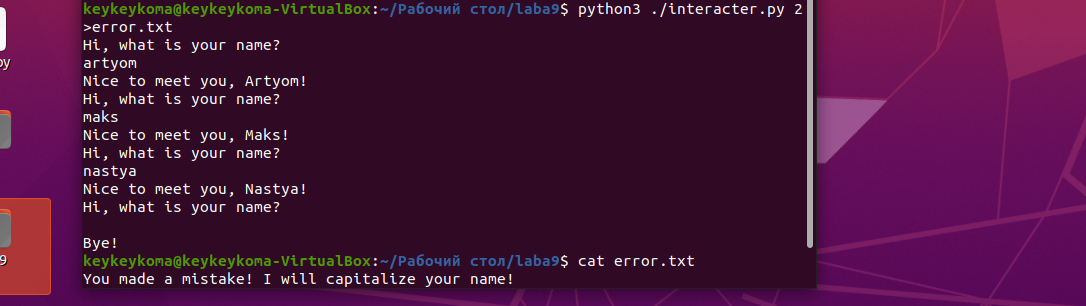 keykeykoma@keykeykoma-VirtualBox:~/Рабочий стол/laba9$ python3 ./interacter.py 2
>error.txt
Hi, what is your name?
artyom
Nice to meet you, Artyom!
Hi, what is your name?
maks
Nice to meet you, Maks!
Hi, what is your name?
nastya
Nice to meet you, Nastya!
Hi, what is your name?
Bye!
keykeykoma@keykeykoma-VirtualBox:~/Рабочий стол/laba9$ cat error.txt
You made a mistake! I will capitalize your name!
py
9